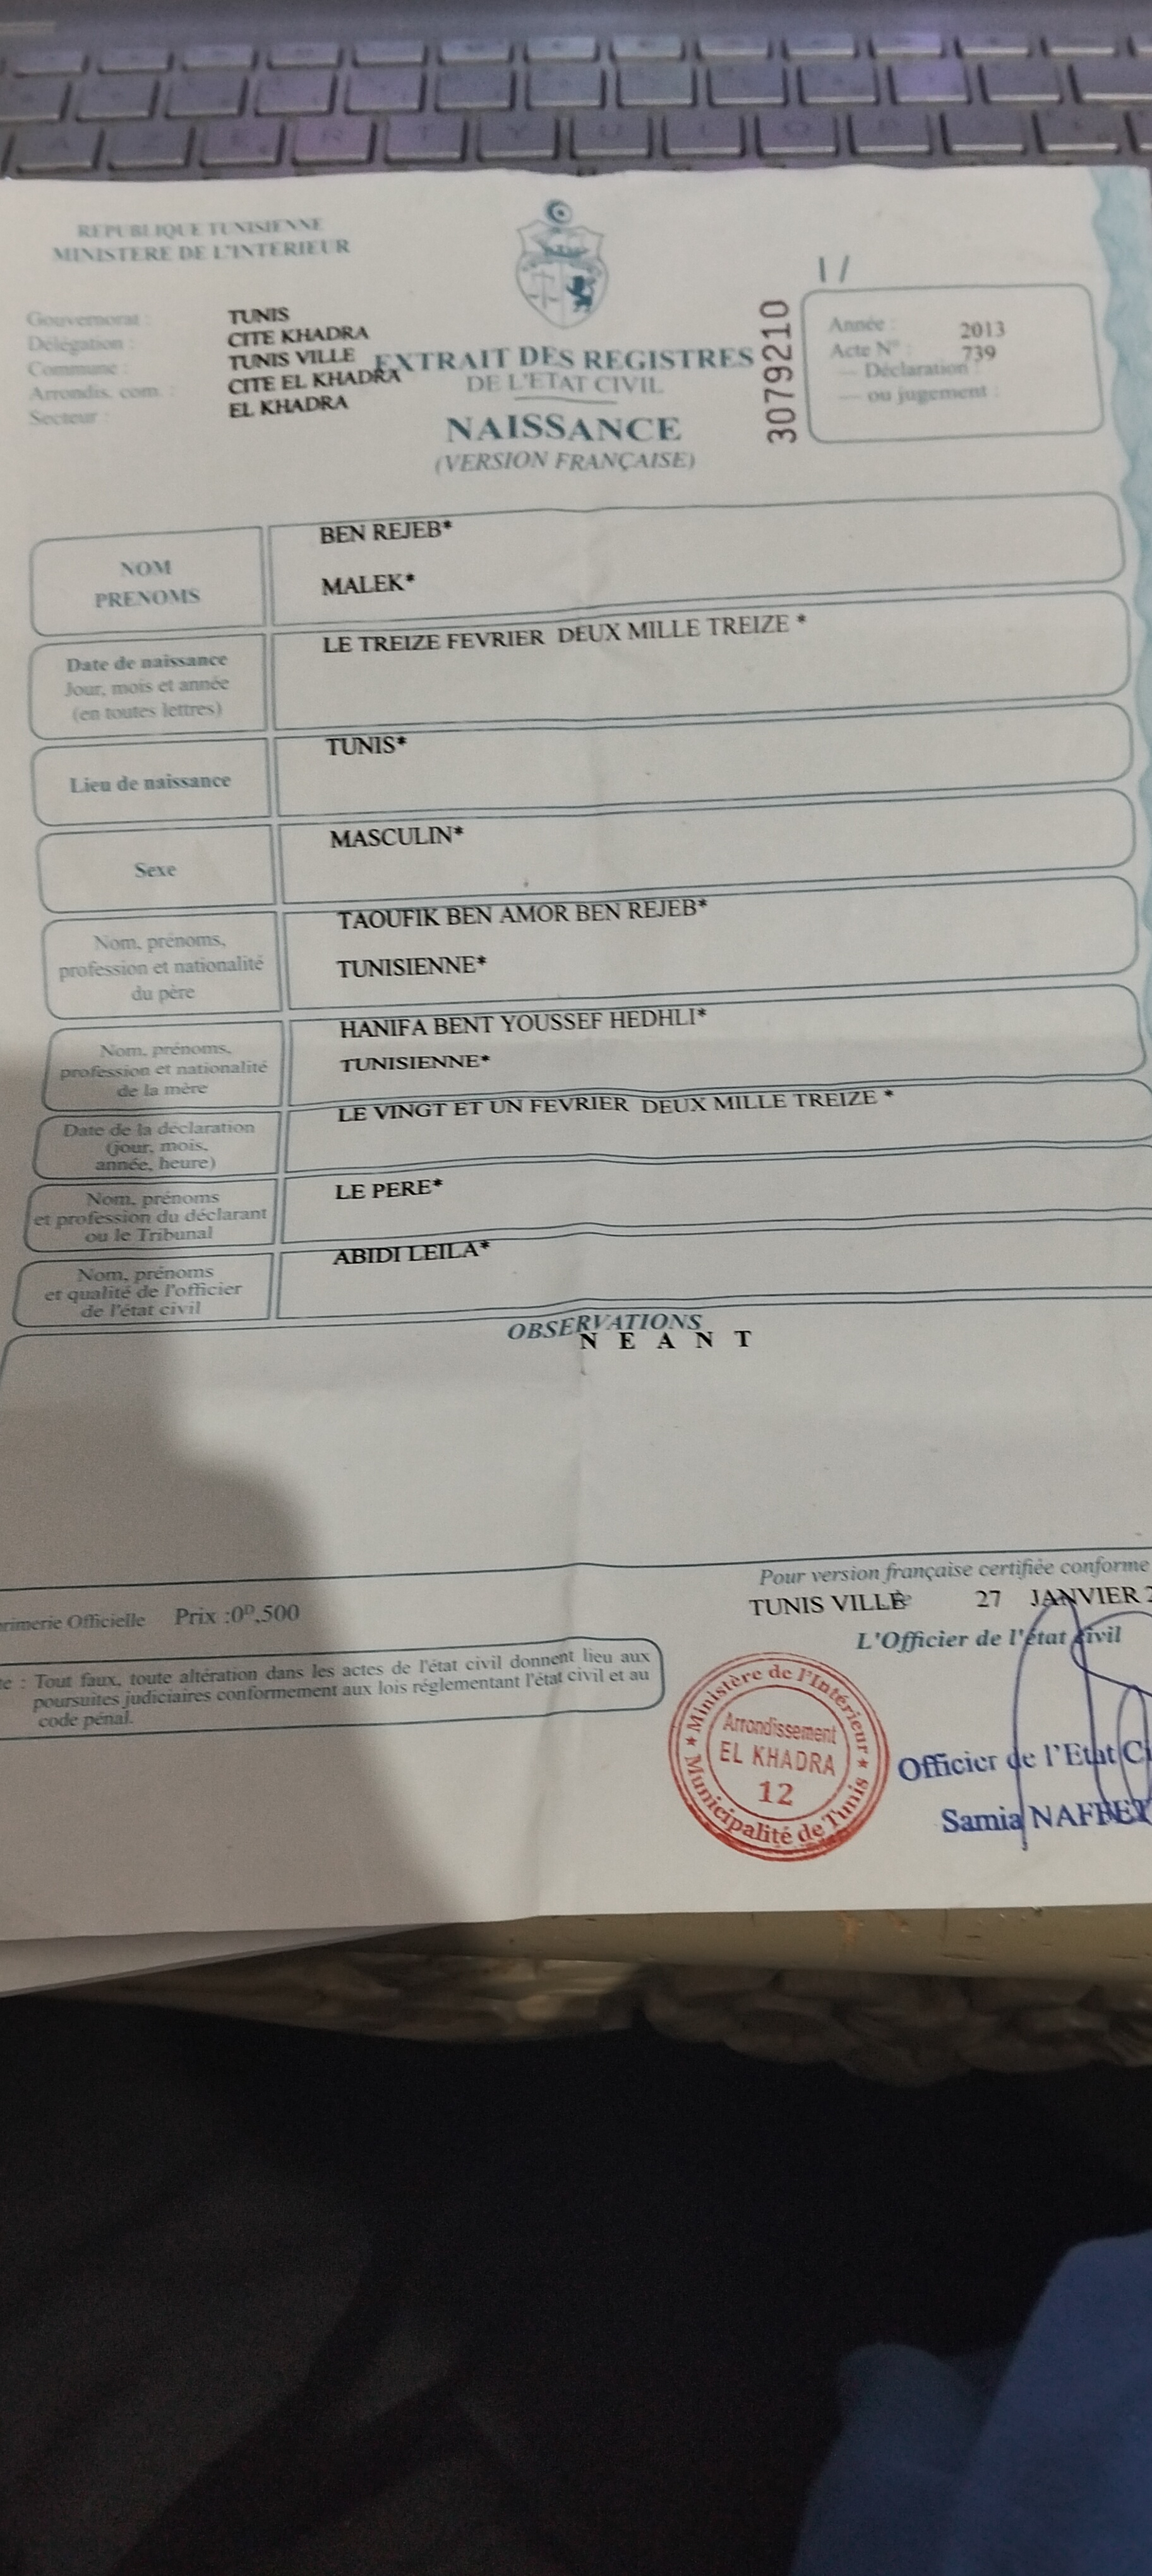 REPUBLIQUE TUNISIENNE
MINISTERE DE L'INTERIEUR
Gouvernorat : TUNIS
Délégation : CITE KHADRA
Commune : TUNIS VILLE
Arrondis. com. : CITE EL KHADRA
Secteur : EL KHADRA
EXTRAIT DES REGISTRES
DE L'ETAT CIVIL
NAISSANCE
(VERSION FRANÇAISE)
3079210
1/
Année : 2013
Acte N° : 739
— Déclaration :
— ou jugement :
NOM
PRENOMS
BEN REJEB*
MALEK*
Date de naissance
Jour, mois et année
(en toutes lettres)
LE TREIZE FEVRIER DEUX MILLE TREIZE *
Lieu de naissance
TUNIS*
Sexe
MASCULIN*
Nom, prénoms,
profession et nationalité
du père
TAOUFIK BEN AMOR BEN REJEB*
TUNISIENNE*
Nom, prénoms,
profession et nationalité
de la mère
HANIFA BENT YOUSSEF HEDHLI*
TUNISIENNE*
Date de la déclaration
(jour, mois,
année, heure)
LE VINGT ET UN FEVRIER DEUX MILLE TREIZE *
Nom, prénoms
et profession du déclarant
ou le Tribunal
LE PERE*
Nom, prénoms
et qualité de l'officier
de l'état civil
ABIDI LEILA*
OBSERVATIONS
N E A N T
Pour version française certifiée conforme
TUNIS VILLE 27 JANVIER 2
L'Officier de l'état civil
rimerie Officielle Prix :0ᴰ,500
te : Tout faux, toute altération dans les actes de l'état civil donnent lieu aux
poursuites judiciaires conformement aux lois réglementant l'état civil et au
code pénal.
Ministère de l'Intérieur
Arrondissement
EL KHADRA
12
Municipalité de Tunis
Officier de l'Etat Ci
Samia